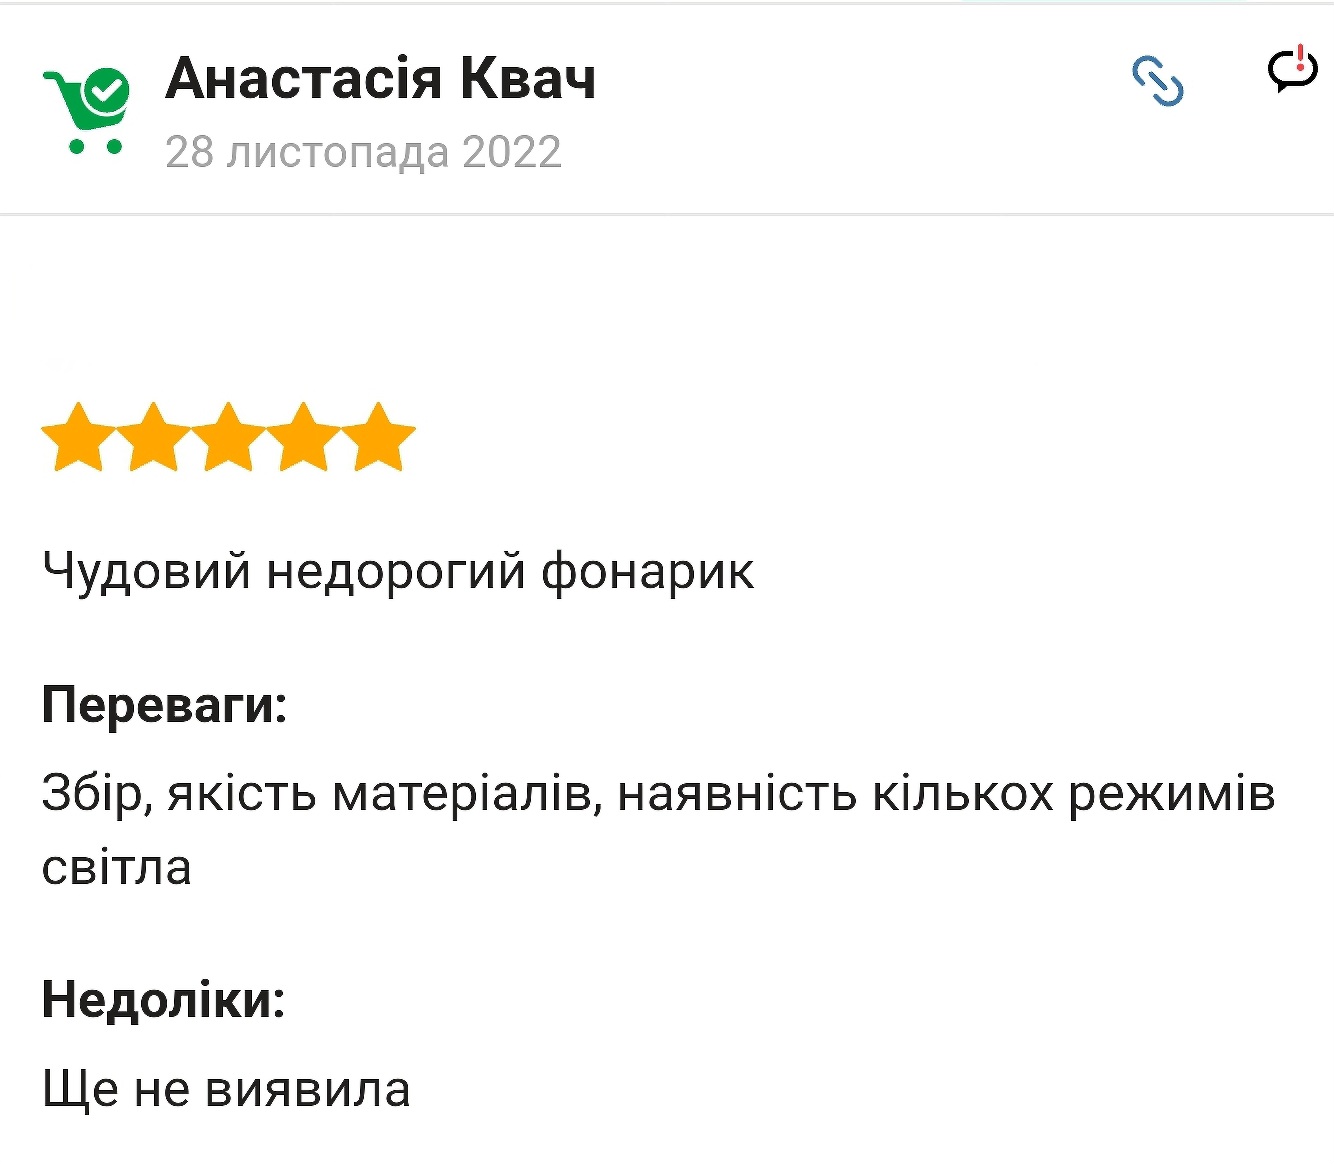 Анастасія Квач
28 листопада 2022
Чудовий недорогий фонарик
Переваги:
Збір, якість матеріалів, наявність кількох режимів
світла
Недоліки:
Ще не виявила